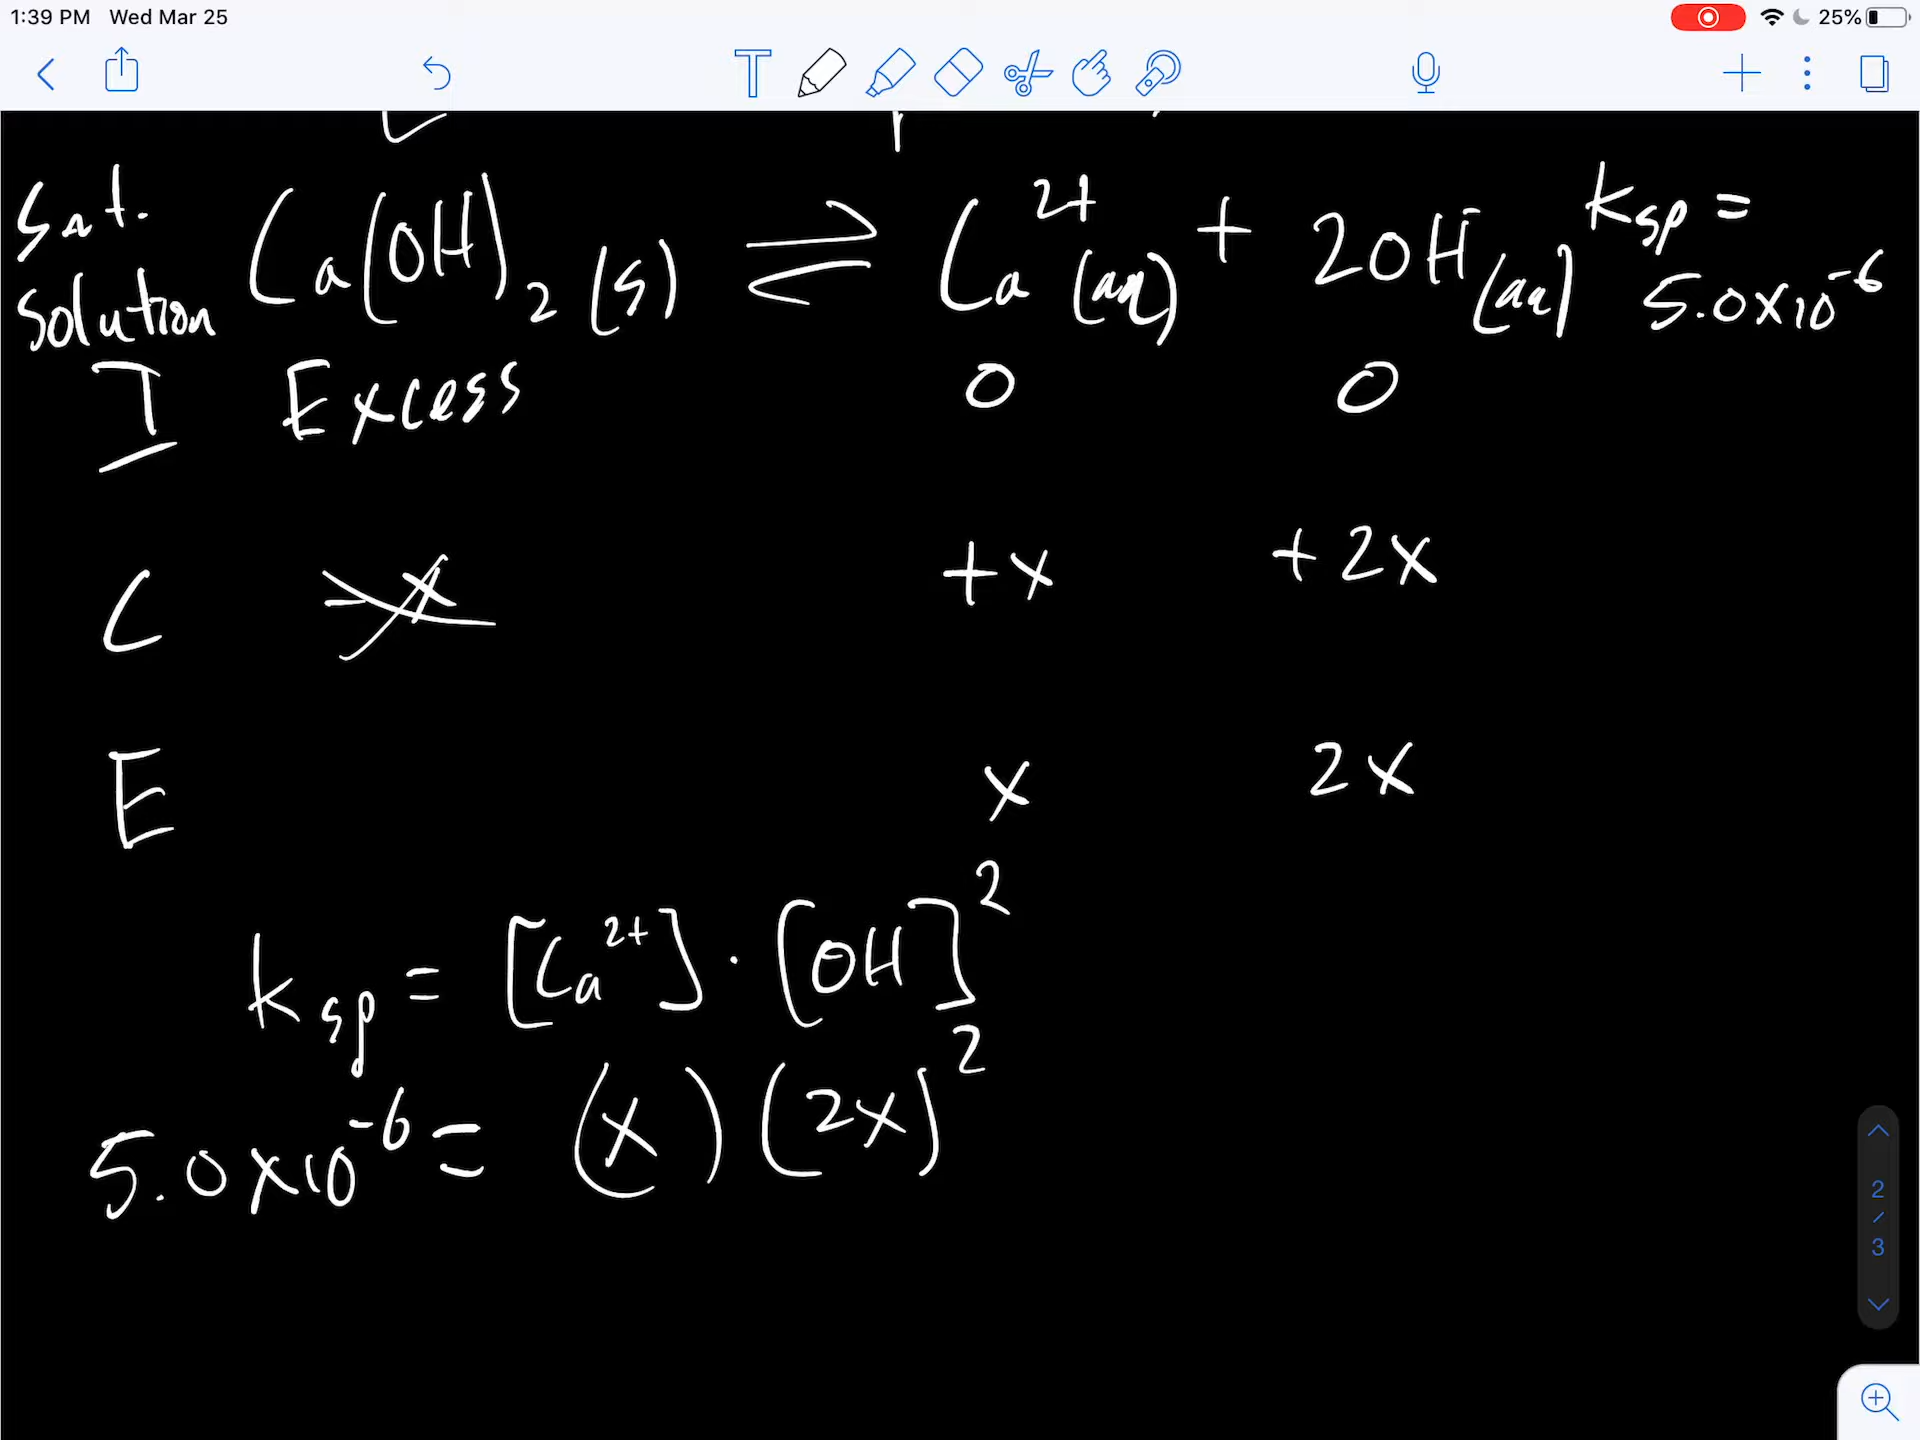 1:39 PM Wed Mar 25 25%
T
Sat. Ca(OH)₂(s) ⇌ Ca²⁺(aq) + 2OH⁻(aq) ksp =
Solution 5.0x10⁻⁶
I Excess 0 0
C -x +x +2x
E x 2x
ksp = [Ca²⁺]·[OH]²
5.0x10⁻⁶ = (x)(2x)²
2
/
3